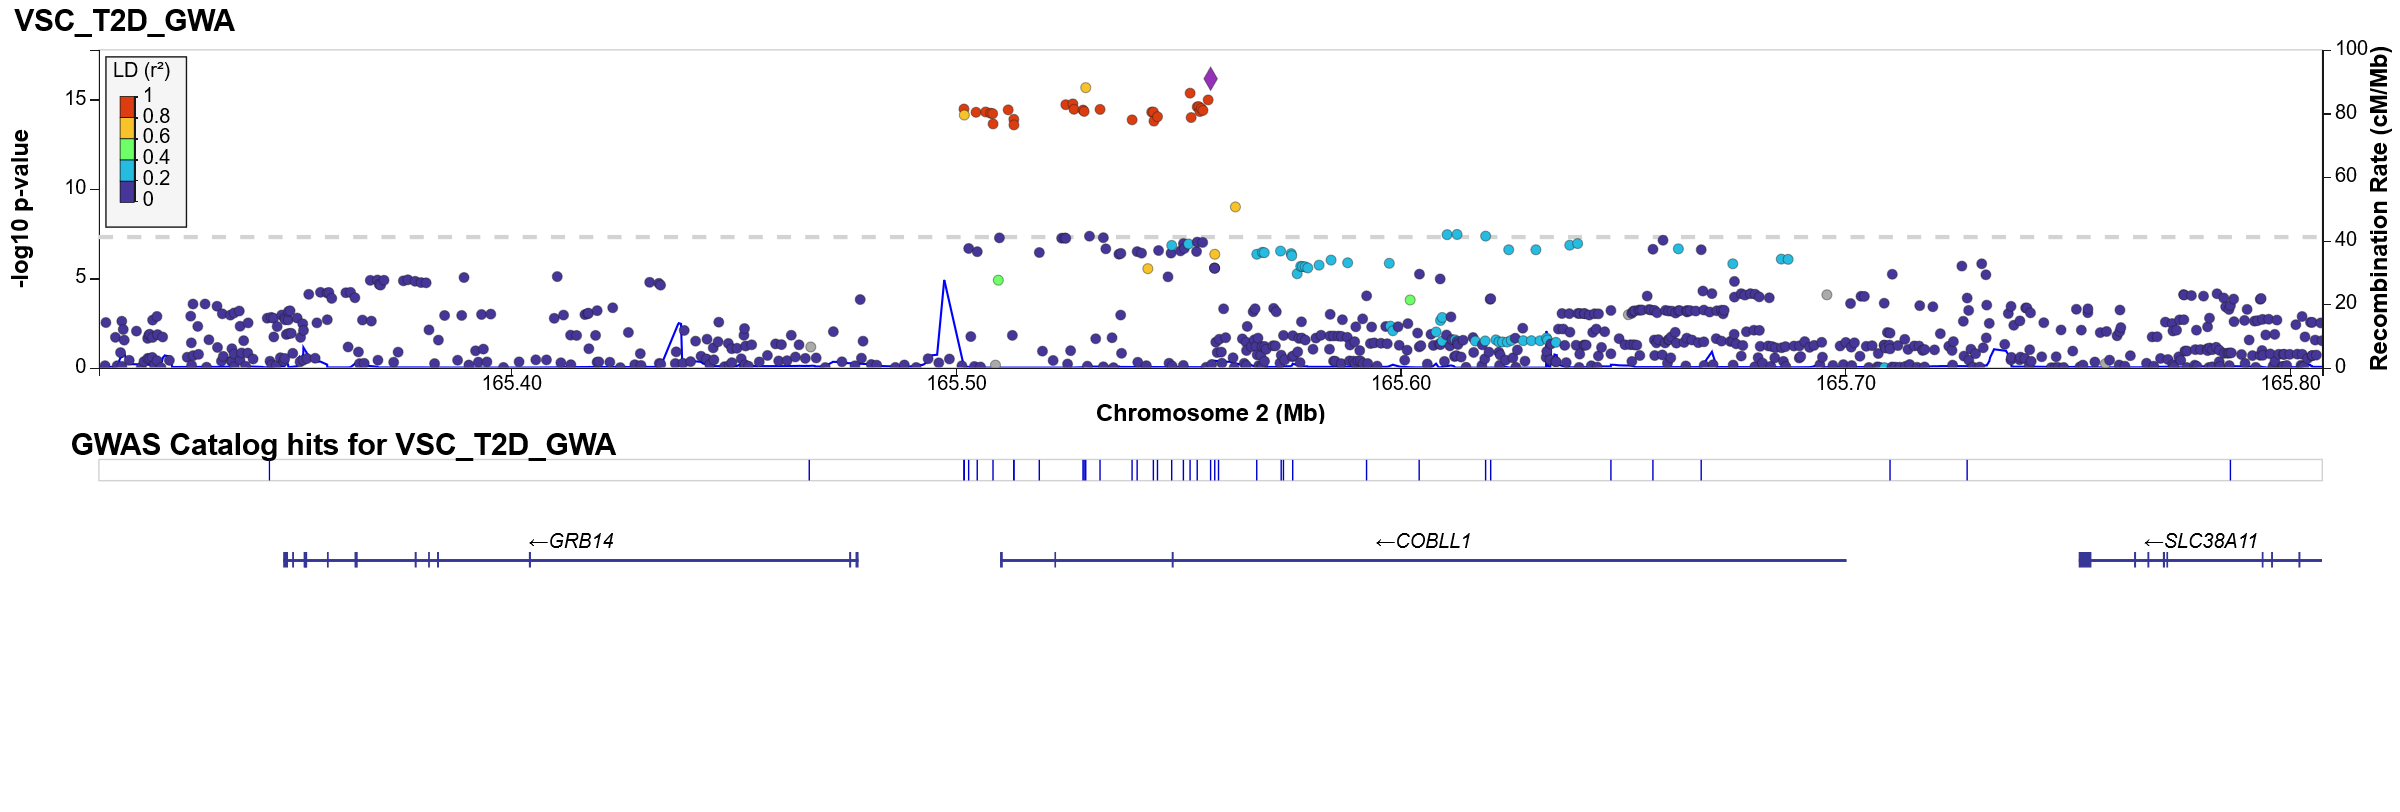 VSC_T2D_GWA
LD (r²)
1
0.8
0.6
0.4
0.2
0
15
10
5
0
-log10 p-value
100
80
60
40
20
0
Recombination Rate (cM/Mb)
165.40 165.50 165.60 165.70 165.80
Chromosome 2 (Mb)
GWAS Catalog hits for VSC_T2D_GWA
←GRB14 ←COBLL1 ←SLC38A11